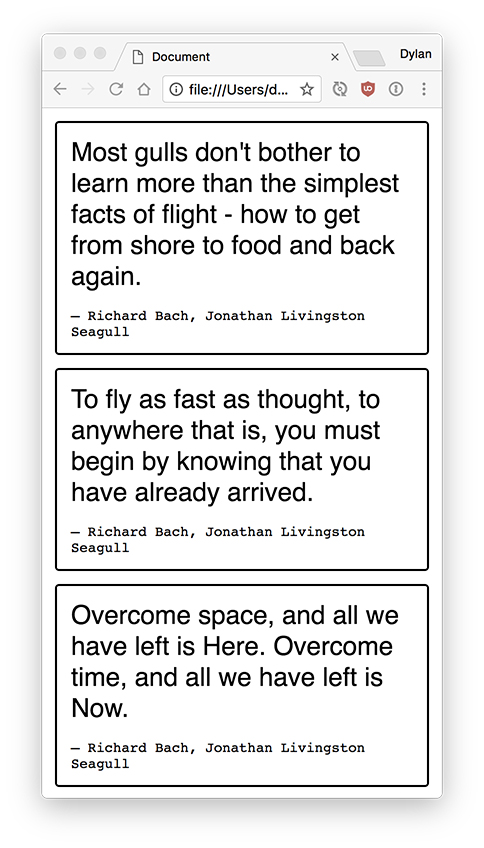 Document
Dylan
file:///Users/d...
Most gulls don't bother to
learn more than the simplest
facts of flight - how to get
from shore to food and back
again.
— Richard Bach, Jonathan Livingston
Seagull
To fly as fast as thought, to
anywhere that is, you must
begin by knowing that you
have already arrived.
— Richard Bach, Jonathan Livingston
Seagull
Overcome space, and all we
have left is Here. Overcome
time, and all we have left is
Now.
— Richard Bach, Jonathan Livingston
Seagull